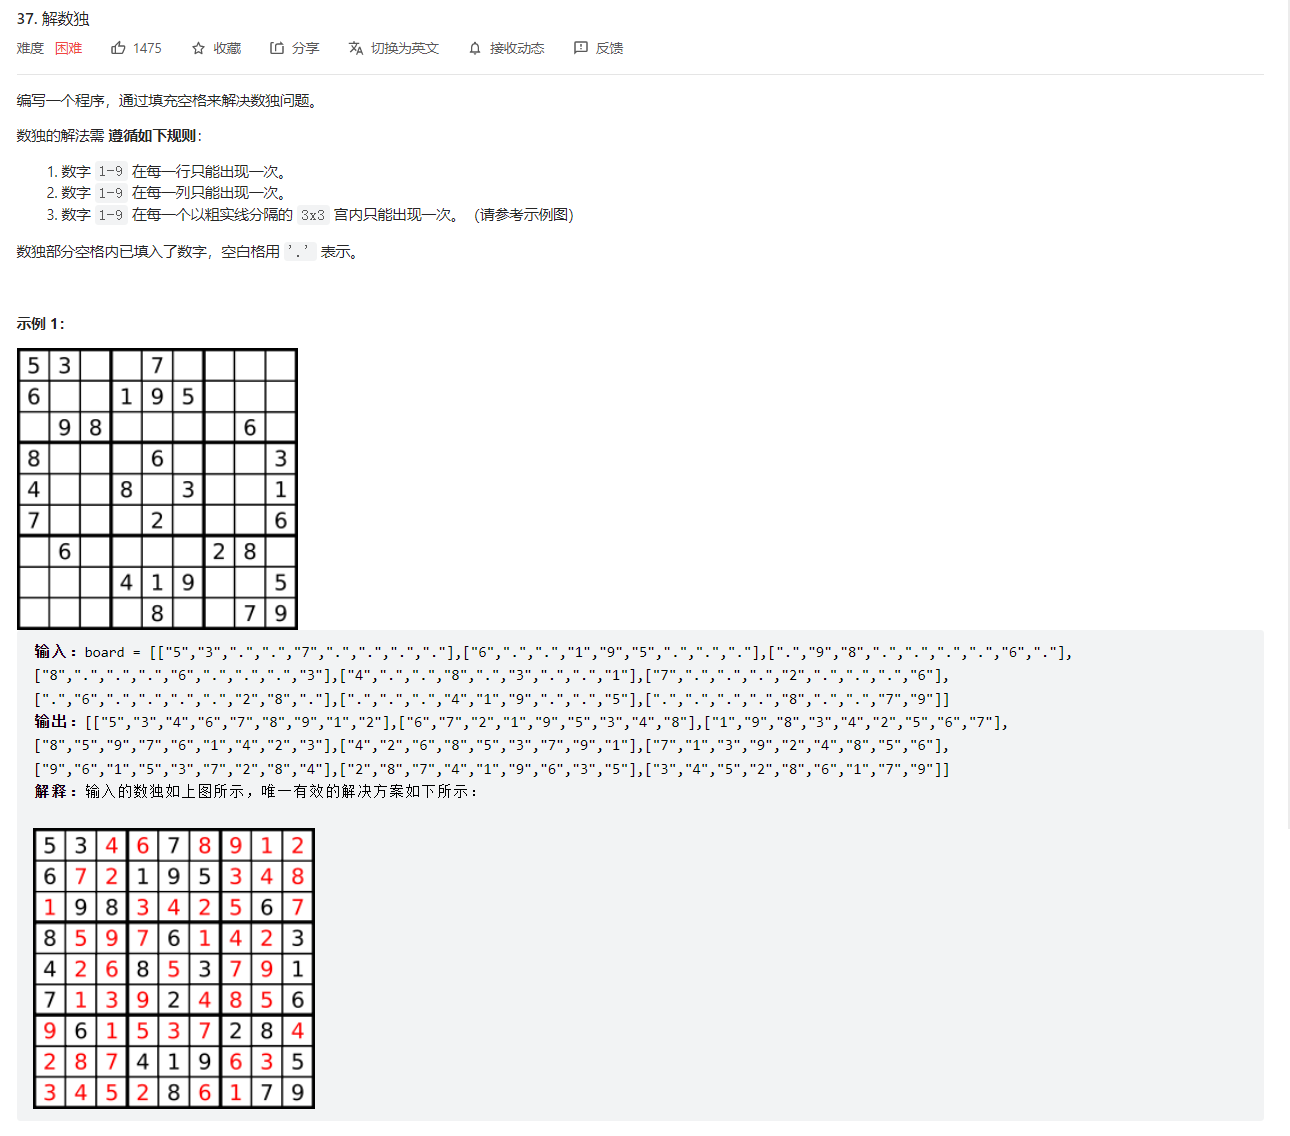 37. 解数独
难度 困难 1475 收藏 分享 切换为英文 接收动态 反馈
编写一个程序，通过填充空格来解决数独问题。
数独的解法需 遵循如下规则：
1. 数字 1-9 在每一行只能出现一次。
2. 数字 1-9 在每一列只能出现一次。
3. 数字 1-9 在每一个以粗实线分隔的 3x3 宫内只能出现一次。（请参考示例图）
数独部分空格内已填入了数字，空白格用 '.' 表示。
示例 1：
5 3 7
6 1 9 5
9 8 6
8 6 3
4 8 3 1
7 2 6
6 2 8
4 1 9 5
8 7 9
输入：board = [["5","3",".",".","7",".",".",".","."],["6",".",".","1","9","5",".",".","."],[".","9","8",".",".",".",".","6","."],
["8",".",".",".","6",".",".",".","3"],["4",".",".","8",".","3",".",".","1"],["7",".",".",".","2",".",".",".","6"],
[".","6",".",".",".",".","2","8","."],[".",".",".","4","1","9",".",".","5"],[".",".",".",".","8",".",".","7","9"]]
输出：[["5","3","4","6","7","8","9","1","2"],["6","7","2","1","9","5","3","4","8"],["1","9","8","3","4","2","5","6","7"],
["8","5","9","7","6","1","4","2","3"],["4","2","6","8","5","3","7","9","1"],["7","1","3","9","2","4","8","5","6"],
["9","6","1","5","3","7","2","8","4"],["2","8","7","4","1","9","6","3","5"],["3","4","5","2","8","6","1","7","9"]]
解释：输入的数独如上图所示，唯一有效的解决方案如下所示：
5 3 4 6 7 8 9 1 2
6 7 2 1 9 5 3 4 8
1 9 8 3 4 2 5 6 7
8 5 9 7 6 1 4 2 3
4 2 6 8 5 3 7 9 1
7 1 3 9 2 4 8 5 6
9 6 1 5 3 7 2 8 4
2 8 7 4 1 9 6 3 5
3 4 5 2 8 6 1 7 9